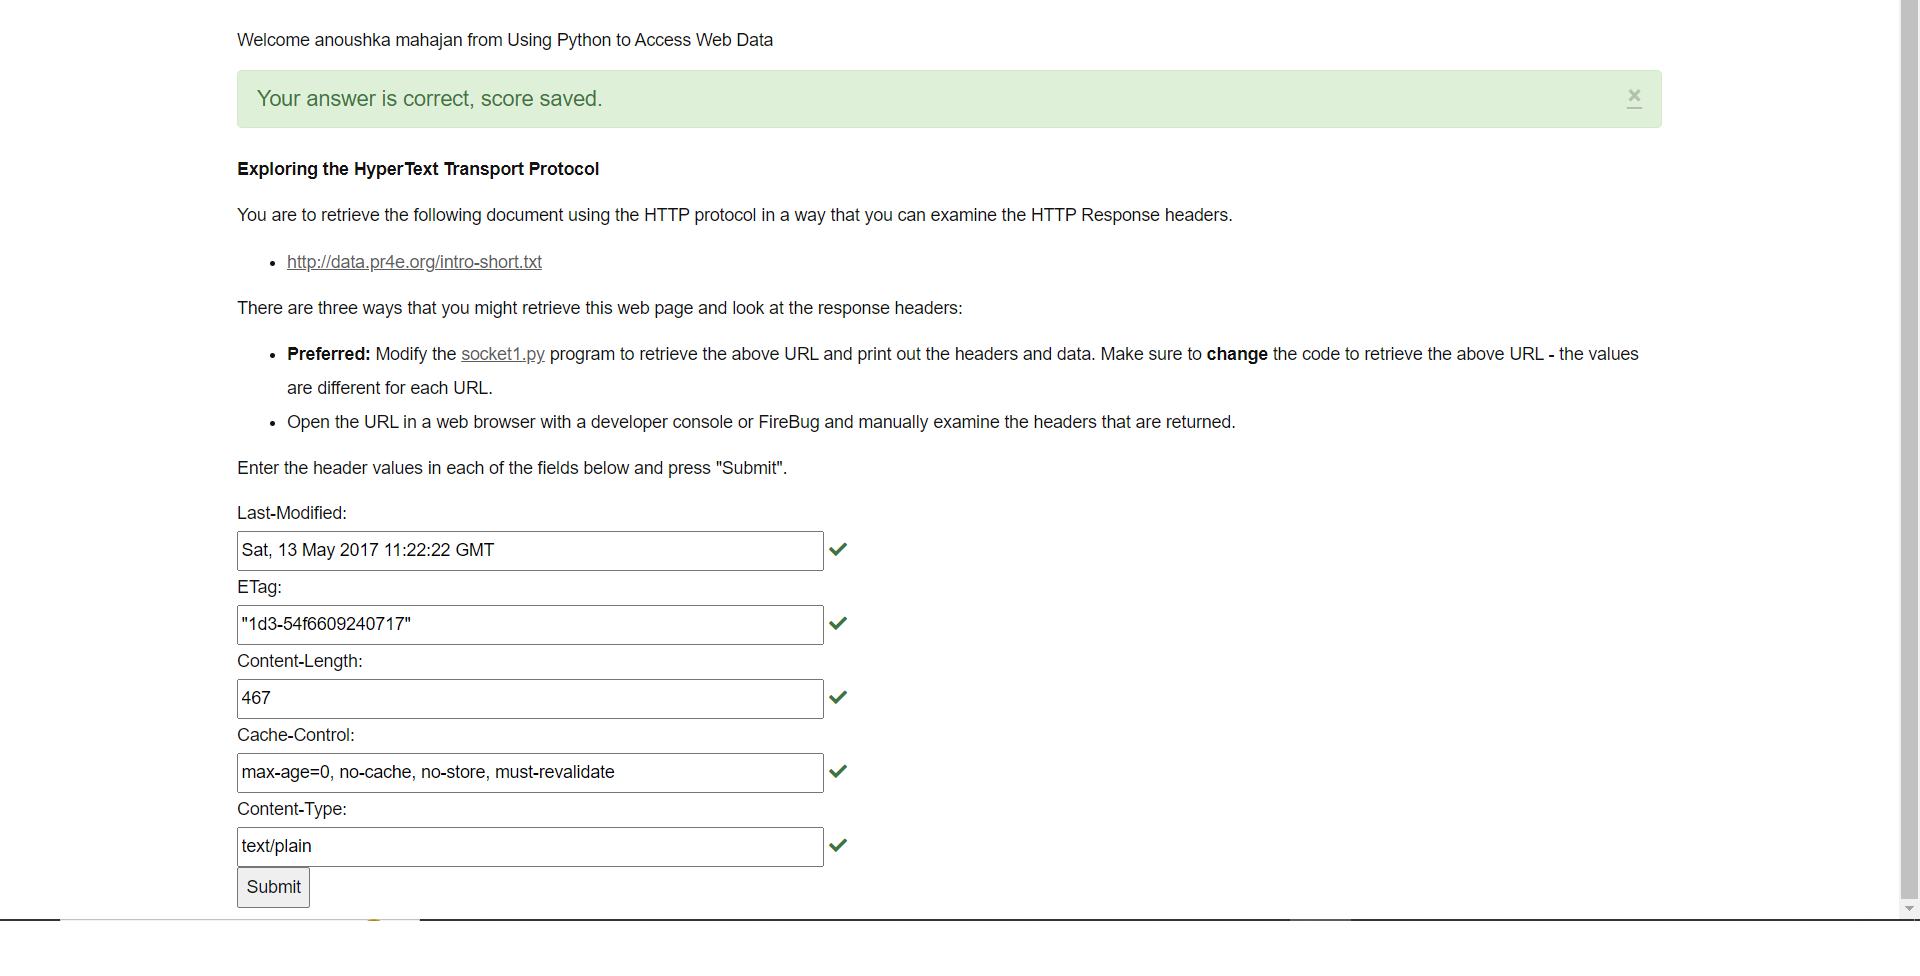 Welcome anoushka mahajan from Using Python to Access Web Data
Your answer is correct, score saved.
×
Exploring the HyperText Transport Protocol
You are to retrieve the following document using the HTTP protocol in a way that you can examine the HTTP Response headers.
• http://data.pr4e.org/intro-short.txt
There are three ways that you might retrieve this web page and look at the response headers:
• Preferred: Modify the socket1.py program to retrieve the above URL and print out the headers and data. Make sure to change the code to retrieve the above URL - the values
are different for each URL.
• Open the URL in a web browser with a developer console or FireBug and manually examine the headers that are returned.
Enter the header values in each of the fields below and press "Submit".
Last-Modified:
Sat, 13 May 2017 11:22:22 GMT
ETag:
"1d3-54f6609240717"
Content-Length:
467
Cache-Control:
max-age=0, no-cache, no-store, must-revalidate
Content-Type:
text/plain
Submit